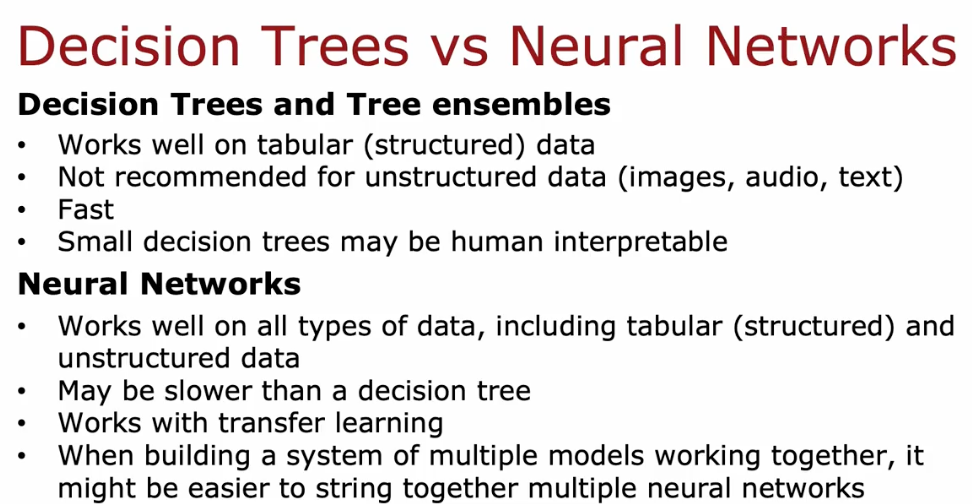 Decision Trees vs Neural Networks
Decision Trees and Tree ensembles
• Works well on tabular (structured) data
• Not recommended for unstructured data (images, audio, text)
• Fast
• Small decision trees may be human interpretable
Neural Networks
• Works well on all types of data, including tabular (structured) and
unstructured data
• May be slower than a decision tree
• Works with transfer learning
• When building a system of multiple models working together, it
might be easier to string together multiple neural networks